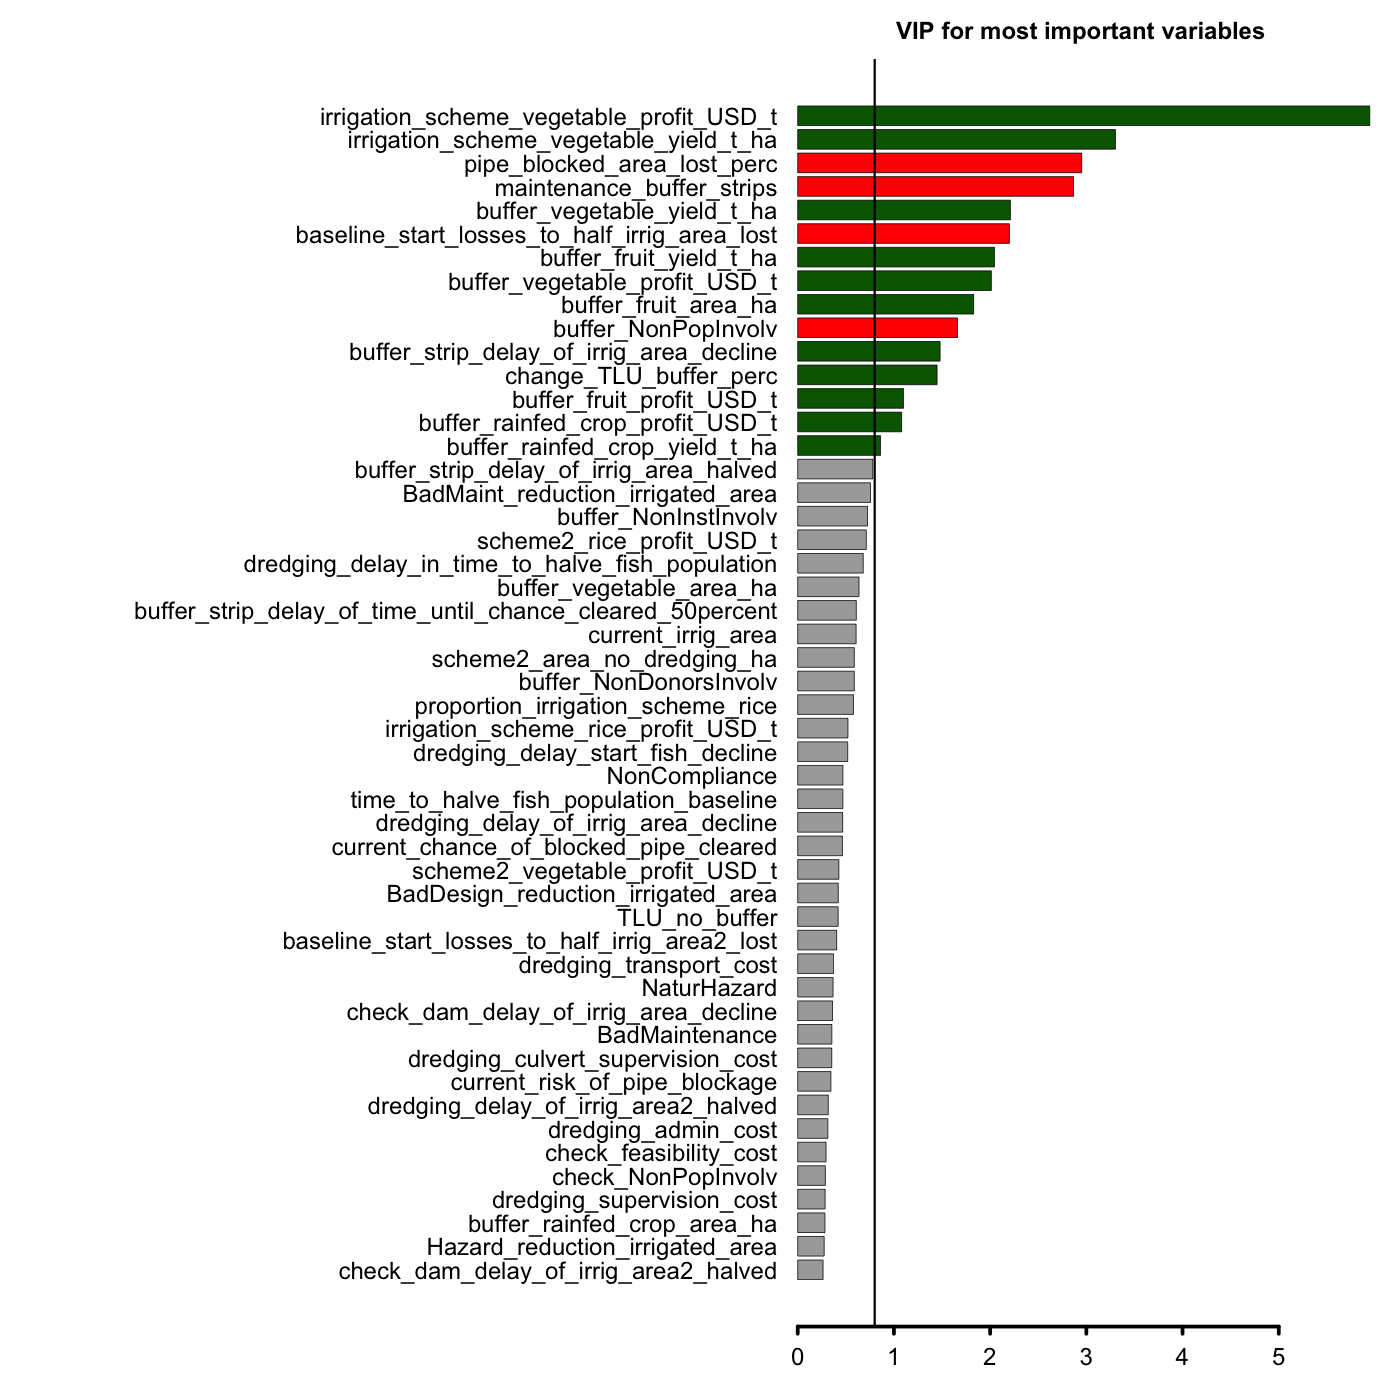 VIP for most important variables
irrigation_scheme_vegetable_profit_USD_t
irrigation_scheme_vegetable_yield_t_ha
pipe_blocked_area_lost_perc
maintenance_buffer_strips
buffer_vegetable_yield_t_ha
baseline_start_losses_to_half_irrig_area_lost
buffer_fruit_yield_t_ha
buffer_vegetable_profit_USD_t
buffer_fruit_area_ha
buffer_NonPopInvolv
buffer_strip_delay_of_irrig_area_decline
change_TLU_buffer_perc
buffer_fruit_profit_USD_t
buffer_rainfed_crop_profit_USD_t
buffer_rainfed_crop_yield_t_ha
buffer_strip_delay_of_irrig_area_halved
BadMaint_reduction_irrigated_area
buffer_NonInstInvolv
scheme2_rice_profit_USD_t
dredging_delay_in_time_to_halve_fish_population
buffer_vegetable_area_ha
buffer_strip_delay_of_time_until_chance_cleared_50percent
current_irrig_area
scheme2_area_no_dredging_ha
buffer_NonDonorsInvolv
proportion_irrigation_scheme_rice
irrigation_scheme_rice_profit_USD_t
dredging_delay_start_fish_decline
NonCompliance
time_to_halve_fish_population_baseline
dredging_delay_of_irrig_area_decline
current_chance_of_blocked_pipe_cleared
scheme2_vegetable_profit_USD_t
BadDesign_reduction_irrigated_area
TLU_no_buffer
baseline_start_losses_to_half_irrig_area2_lost
dredging_transport_cost
NaturHazard
check_dam_delay_of_irrig_area_decline
BadMaintenance
dredging_culvert_supervision_cost
current_risk_of_pipe_blockage
dredging_delay_of_irrig_area2_halved
dredging_admin_cost
check_feasibility_cost
check_NonPopInvolv
dredging_supervision_cost
buffer_rainfed_crop_area_ha
Hazard_reduction_irrigated_area
check_dam_delay_of_irrig_area2_halved
0 1 2 3 4 5